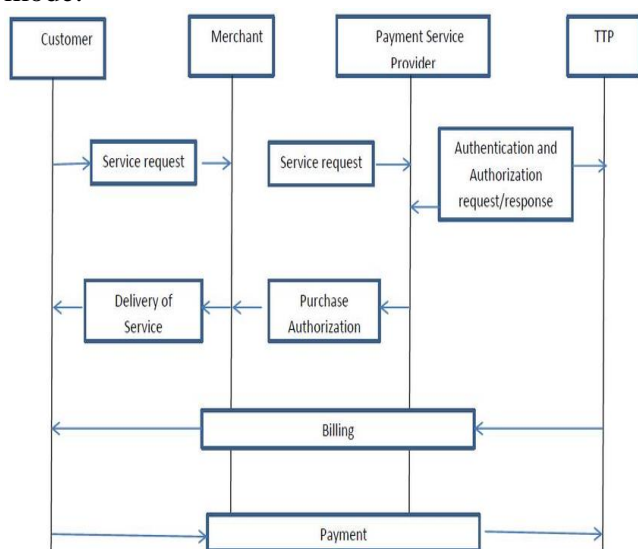 mode.
Customer
Merchant
Payment Service
Provider
TTP
Service request
Service request
Authentication and
Authorization
request/response
Delivery of
Service
Purchase
Authorization
Billing
Payment